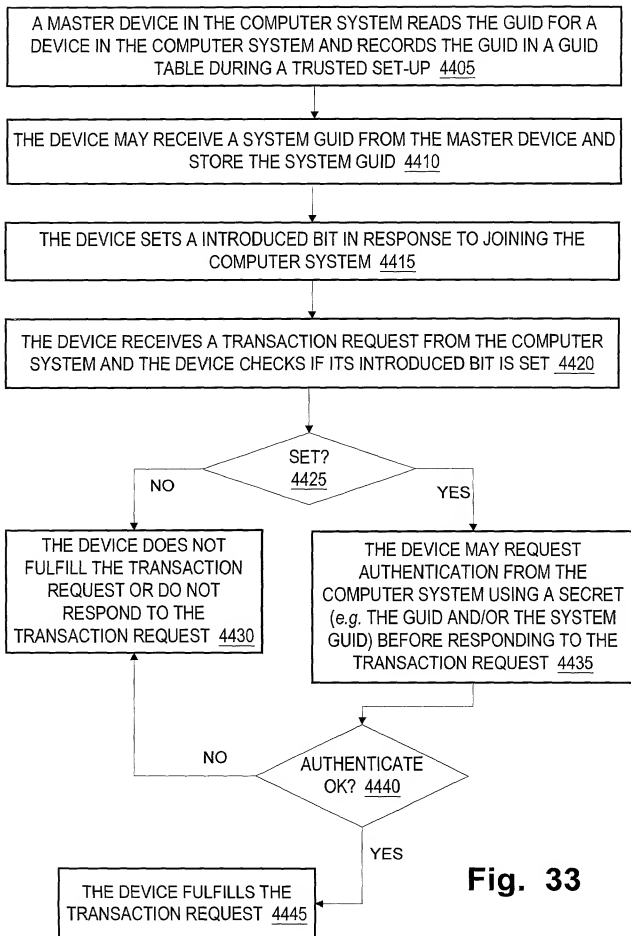 A MASTER DEVICE IN THE COMPUTER SYSTEM READS THE GUID FOR A
DEVICE IN THE COMPUTER SYSTEM AND RECORDS THE GUID IN A GUID
TABLE DURING A TRUSTED SET-UP 4405
THE DEVICE MAY RECEIVE A SYSTEM GUID FROM THE MASTER DEVICE AND
STORE THE SYSTEM GUID 4410
THE DEVICE SETS A INTRODUCED BIT IN RESPONSE TO JOINING THE
COMPUTER SYSTEM 4415
THE DEVICE RECEIVES A TRANSACTION REQUEST FROM THE COMPUTER
SYSTEM AND THE DEVICE CHECKS IF ITS INTRODUCED BIT IS SET 4420
SET?
4425
NO
YES
THE DEVICE DOES NOT
FULFILL THE TRANSACTION
REQUEST OR DO NOT
RESPOND TO THE
TRANSACTION REQUEST 4430
THE DEVICE MAY REQUEST
AUTHENTICATION FROM THE
COMPUTER SYSTEM USING A SECRET
(e.g. THE GUID AND/OR THE SYSTEM
GUID) BEFORE RESPONDING TO THE
TRANSACTION REQUEST 4435
NO
AUTHENTICATE
OK? 4440
YES
THE DEVICE FULFILLS THE
TRANSACTION REQUEST 4445
Fig. 33